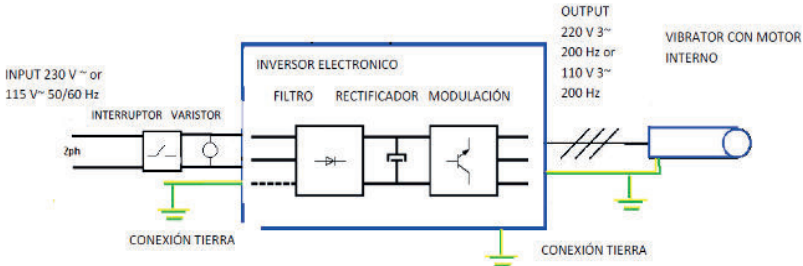 INPUT 230 V ~ or
115 V~ 50/60 Hz
INTERRUPTOR VARISTOR
2ph
CONEXIÓN TIERRA
INVERSOR ELECTRONICO
FILTRO RECTIFICADOR MODULACIÓN
OUTPUT
220 V 3~
200 Hz or
110 V 3~
200 Hz
VIBRATOR CON MOTOR
INTERNO
CONEXIÓN TIERRA